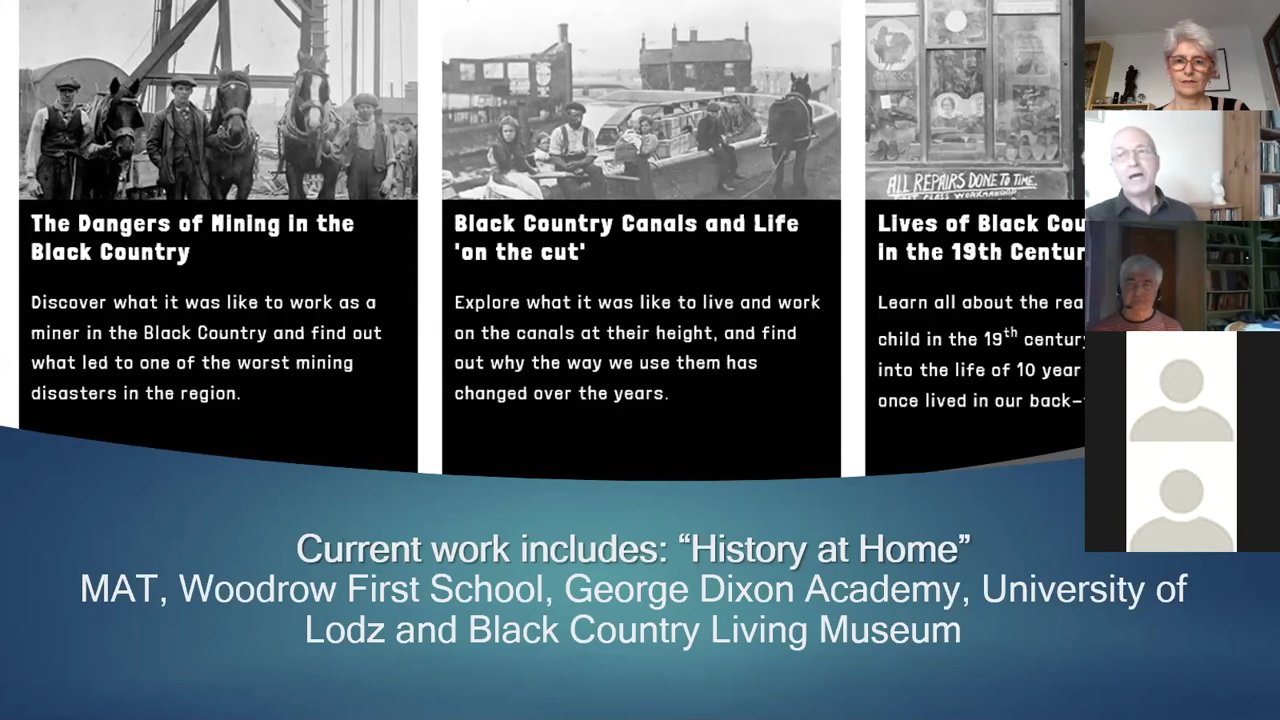 ALL REPAIRS DONE TO TIME.
The Dangers of Mining in the
Black Country
Discover what it was like to work as a
miner in the Black Country and find out
what led to one of the worst mining
disasters in the region.
Black Country Canals and Life
'on the cut'
Explore what it was like to live and work
on the canals at their height, and find
out why the way we use them has
changed over the years.
Lives of Black Cou
in the 19th Centur
Learn all about the rea
child in the 19th century
into the life of 10 year
once lived in our back-
Current work includes: “History at Home”
MAT, Woodrow First School, George Dixon Academy, University of
Lodz and Black Country Living Museum